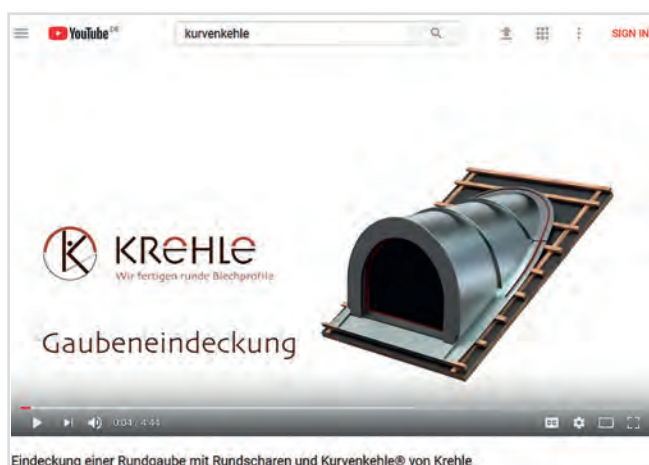 YouTube DE
kurvenkehle
SIGN IN
KREHLE
Wir fertigen runde Blechprofile
Gaubeneindeckung
0:04 / 4:44
Eindeckung einer Rundgaube mit Rundscharen und Kurvenkehle® von Krehle